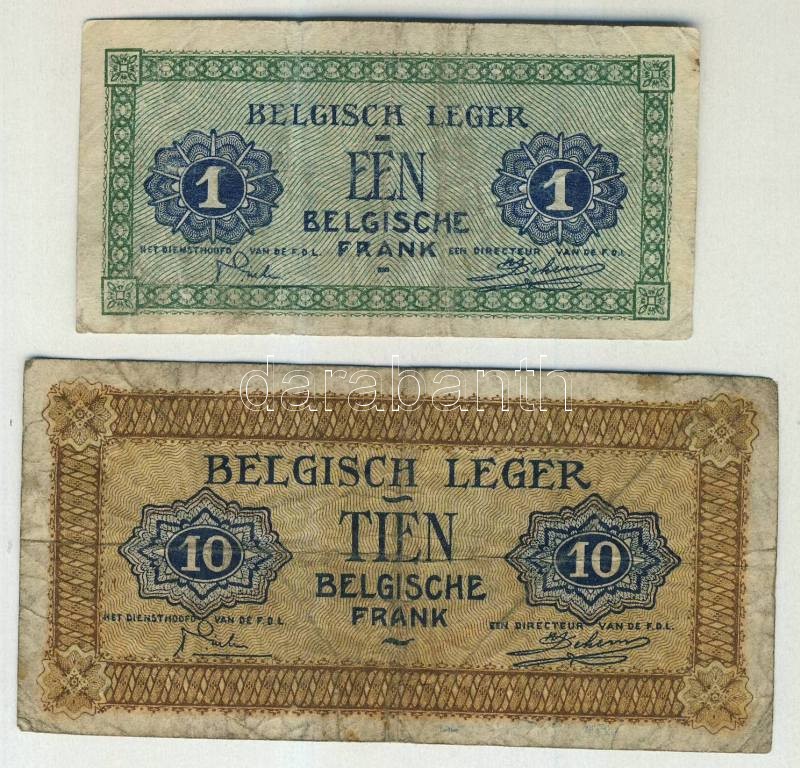 BELGISCH LEGER
EEN
1 1
BELGISCHE
HET DIENSTHOOFD VAN DE F.D.L. FRANK EEN DIRECTEUR VAN DE F.D.L.
darabanth
BELGISCH LEGER
TIEN
10 10
BELGISCHE
HET DIENSTHOOFD VAN DE F.D.L. FRANK EEN DIRECTEUR VAN DE F.D.L.